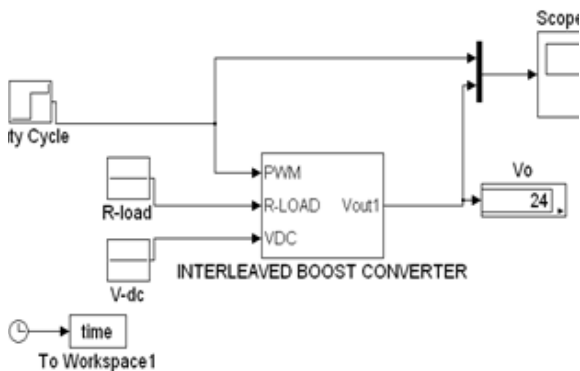 Scope
ty Cycle
PWM
R-LOAD
Vout1
VDC
Vo
24
R-load
INTERLEAVED BOOST CONVERTER
V-dc
time
To Workspace1